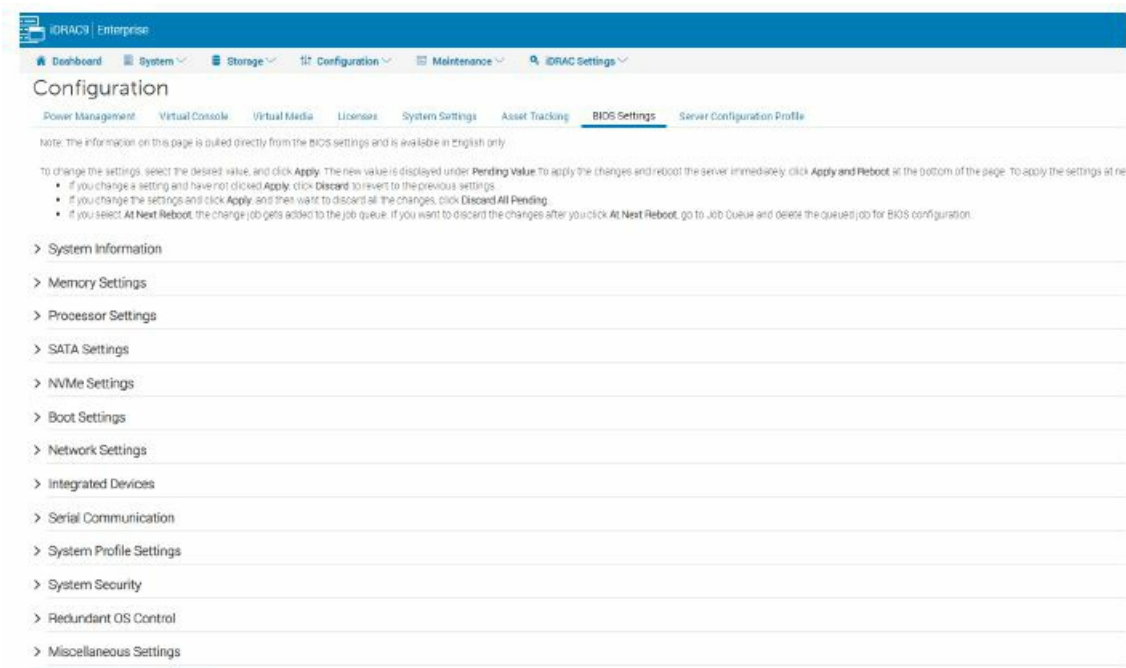 iDRAC9 | Enterprise
Dashboard System Storage Configuration Maintenance iDRAC Settings
Configuration
Power Management Virtual Console Virtual Media Licenses System Settings Asset Tracking BIOS Settings Server Configuration Profile
Note: The information on this page is pulled directly from the BIOS settings and is available in English only
To change the settings, select the desired value, and click Apply. The new value is displayed under Pending Value To apply the changes and reboot the server immediately, click Apply and Reboot at the bottom of the page. To apply the settings at ne
If you change a setting and have not clicked Apply, click Discard to revert to the previous settings.
If you change the settings and click Apply, and then want to discard all the changes, click Discard All Pending.
If you select At Next Reboot, the change job gets added to the job queue. If you want to discard the changes after you click At Next Reboot, go to Job Queue and delete the queued job for BIOS configuration.
> System Information
> Memory Settings
> Processor Settings
> SATA Settings
> NVMe Settings
> Boot Settings
> Network Settings
> Integrated Devices
> Serial Communication
> System Profile Settings
> System Security
> Redundant OS Control
> Miscellaneous Settings